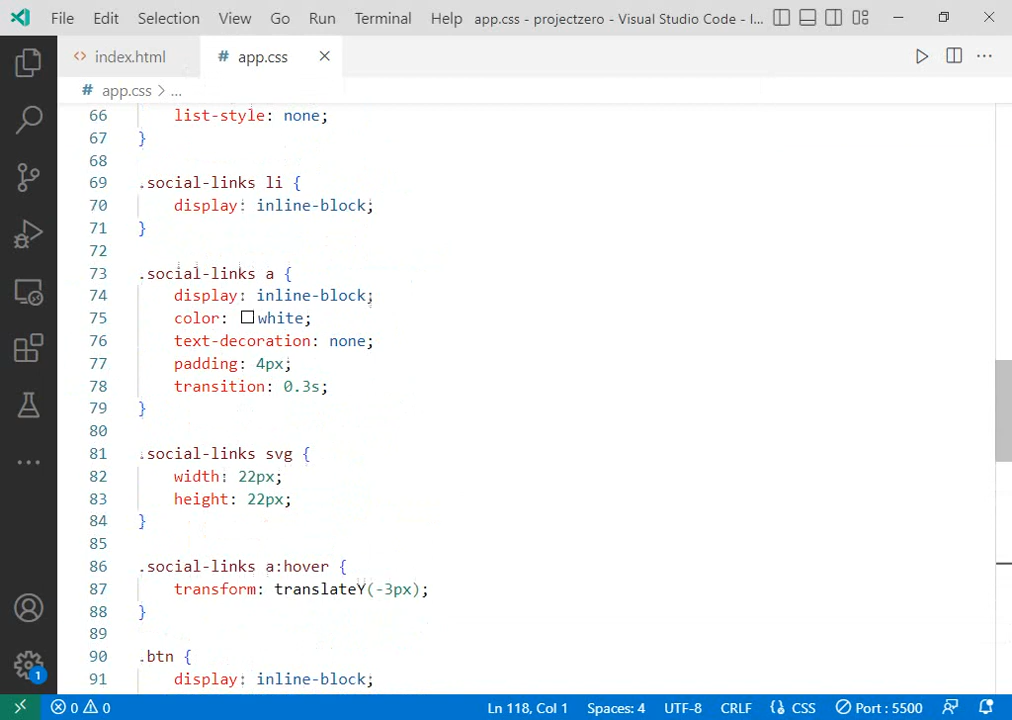 File Edit Selection View Go Run Terminal Help app.css - projectzero - Visual Studio Code - I...
<> index.html # app.css
# app.css > ...
66 list-style: none;
67 }
68
69 .social-links li {
70 display: inline-block;
71 }
72
73 .social-links a {
74 display: inline-block;
75 color: white;
76 text-decoration: none;
77 padding: 4px;
78 transition: 0.3s;
79 }
80
81 .social-links svg {
82 width: 22px;
83 height: 22px;
84 }
85
86 .social-links a:hover {
87 transform: translateY(-3px);
88 }
89
90 .btn {
91 display: inline-block;
1
0 0 Ln 118, Col 1 Spaces: 4 UTF-8 CRLF {} CSS Port : 5500